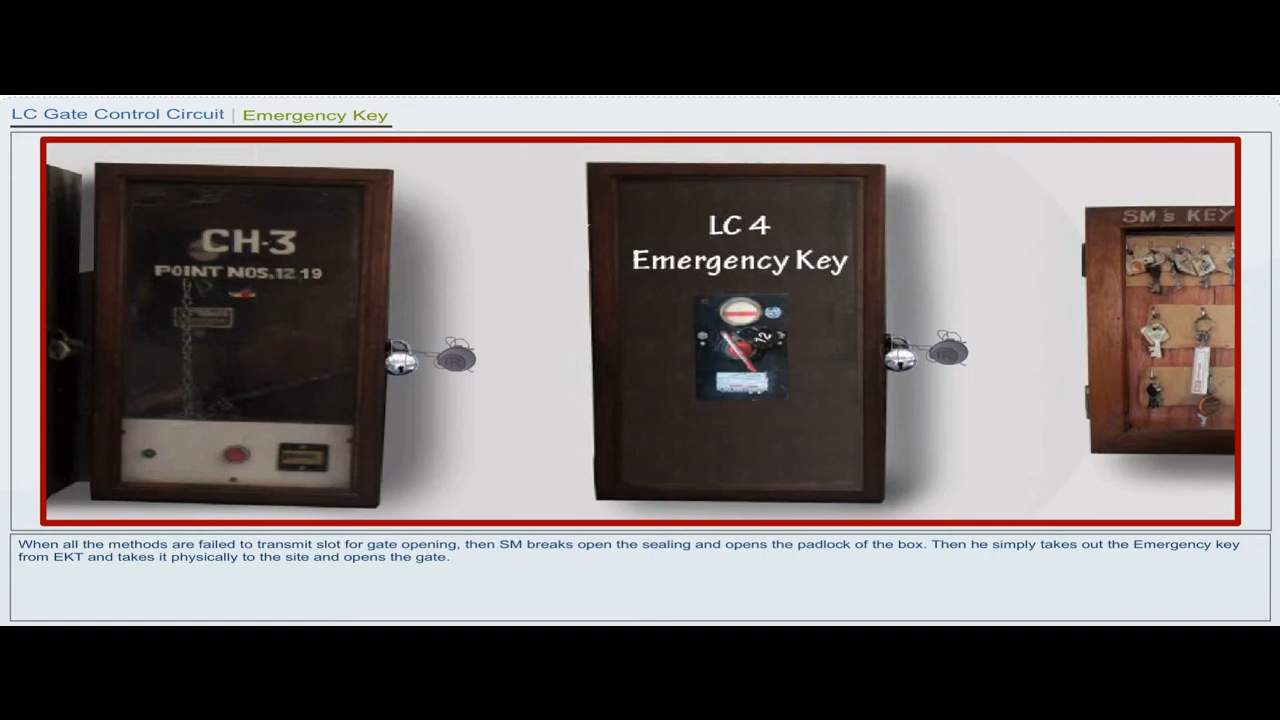 LC Gate Control Circuit | Emergency Key
CH-3
POINT NOS.12 19
LC 4
Emergency Key
12
SM's KEY
IR
IR
When all the methods are failed to transmit slot for gate opening, then SM breaks open the sealing and opens the padlock of the box. Then he simply takes out the Emergency key
from EKT and takes it physically to the site and opens the gate.